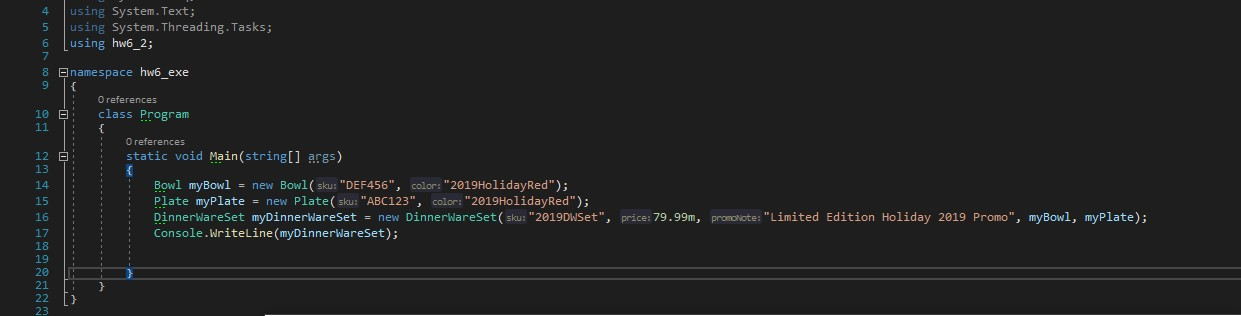 4 using System.Text;
5 using System.Threading.Tasks;
6 using hw6_2;
7
8 namespace hw6_exe
9 {
0 references
10 class Program
11 {
0 references
12 static void Main(string[] args)
13 {
14 Bowl myBowl = new Bowl(sku: "DEF456", color: "2019HolidayRed");
15 Plate myPlate = new Plate(sku: "ABC123", color: "2019HolidayRed");
16 DinnerWareSet myDinnerWareSet = new DinnerWareSet(sku: "2019DWSet", price: 79.99m, promoNote: "Limited Edition Holiday 2019 Promo", myBowl, myPlate);
17 Console.WriteLine(myDinnerWareSet);
18
19
20 }
21 }
22 }
23